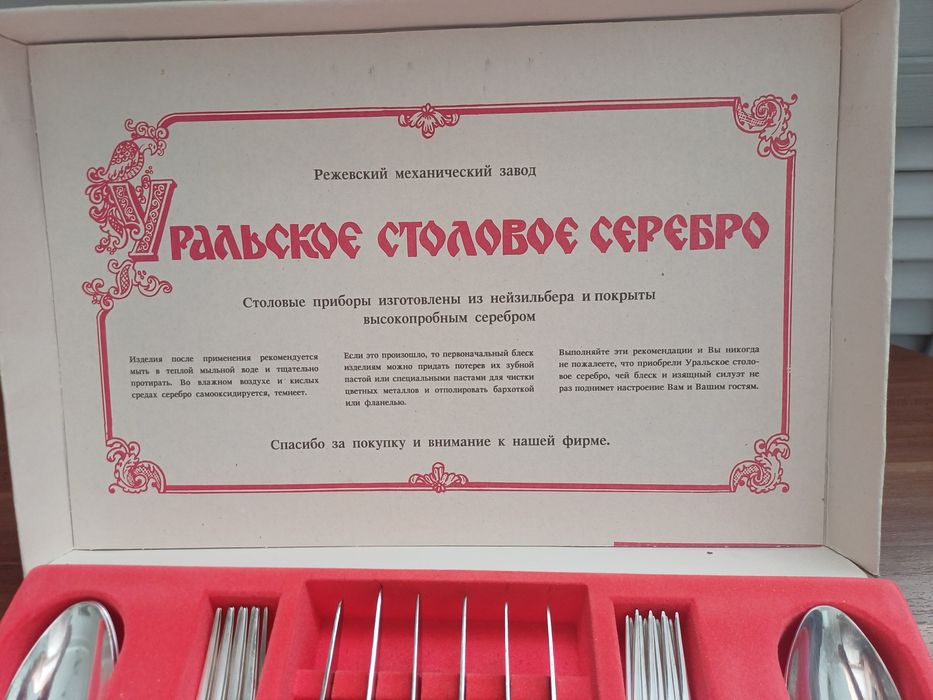 Режевский механический завод
Уральское столовое серебро
Столовые приборы изготовлены из нейзильбера и покрыты
высокопробным серебром
Изделия после применения рекомендуется
мыть в теплой мыльной воде и тщательно
протирать. Во влажном воздухе и кислых
средах серебро самооксидируется, темнеет.
Если это произошло, то первоначальный блеск
изделиям можно придать потерев их зубной
пастой или специальными пастами для чистки
цветных металлов и отполировать бархоткой
или фланелью.
Выполняйте эти рекомендации и Вы никогда
не пожалеете, что приобрели Уральское столо-
вое серебро, чей блеск и изящный силуэт не
раз поднимет настроение Вам и Вашим гостям.
Спасибо за покупку и внимание к нашей фирме.